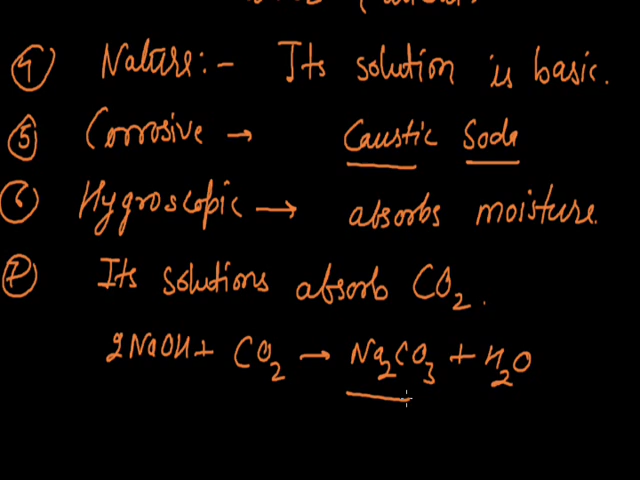 ④ Nature:- Its solution is basic.
⑤ Corrosive → Caustic Soda
⑥ Hygroscopic → absorbs moisture.
⑦ Its solutions absorb CO₂.
2NaOH + CO₂ → Na₂CO₃ + H₂O